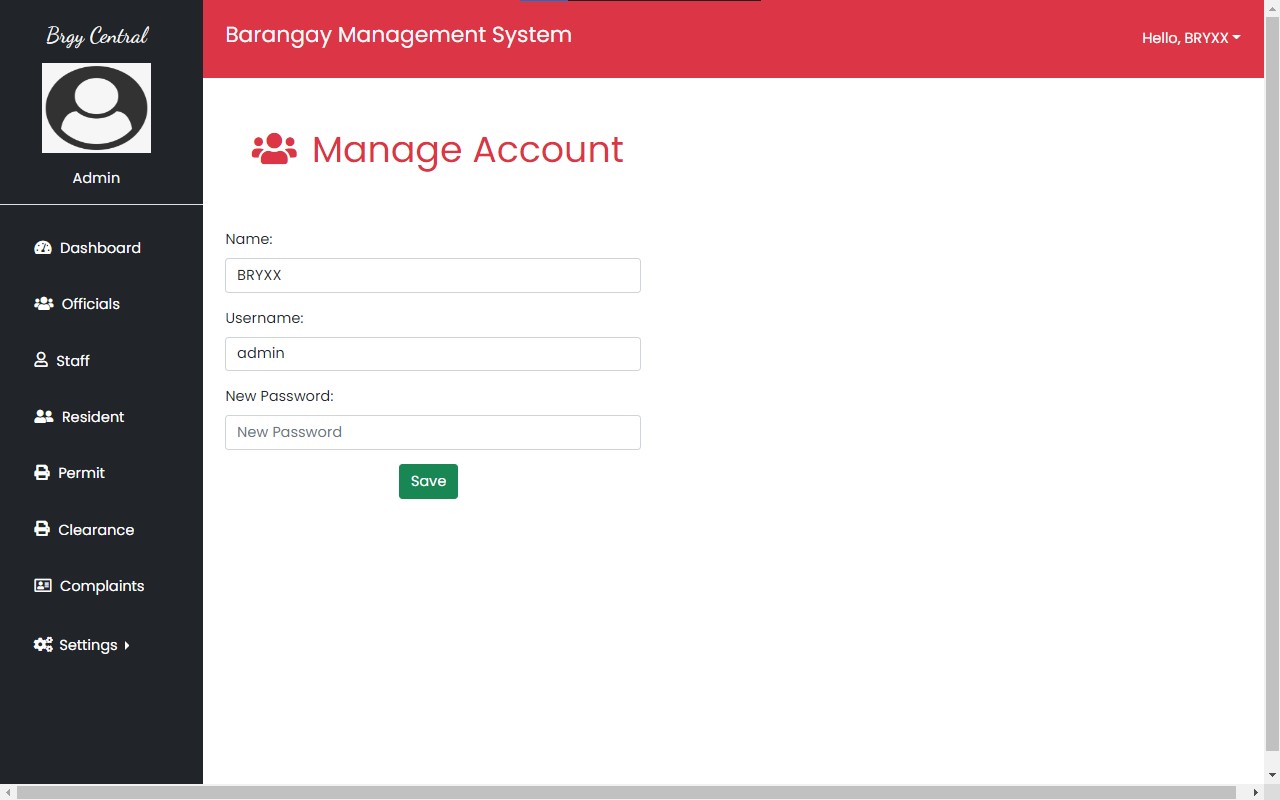 Brgy Central
Barangay Management System
Hello, BRYXX
Admin
Manage Account
Dashboard
Officials
Staff
Resident
Permit
Clearance
Complaints
Settings
Name:
BRYXX
Username:
admin
New Password:
New Password
Save